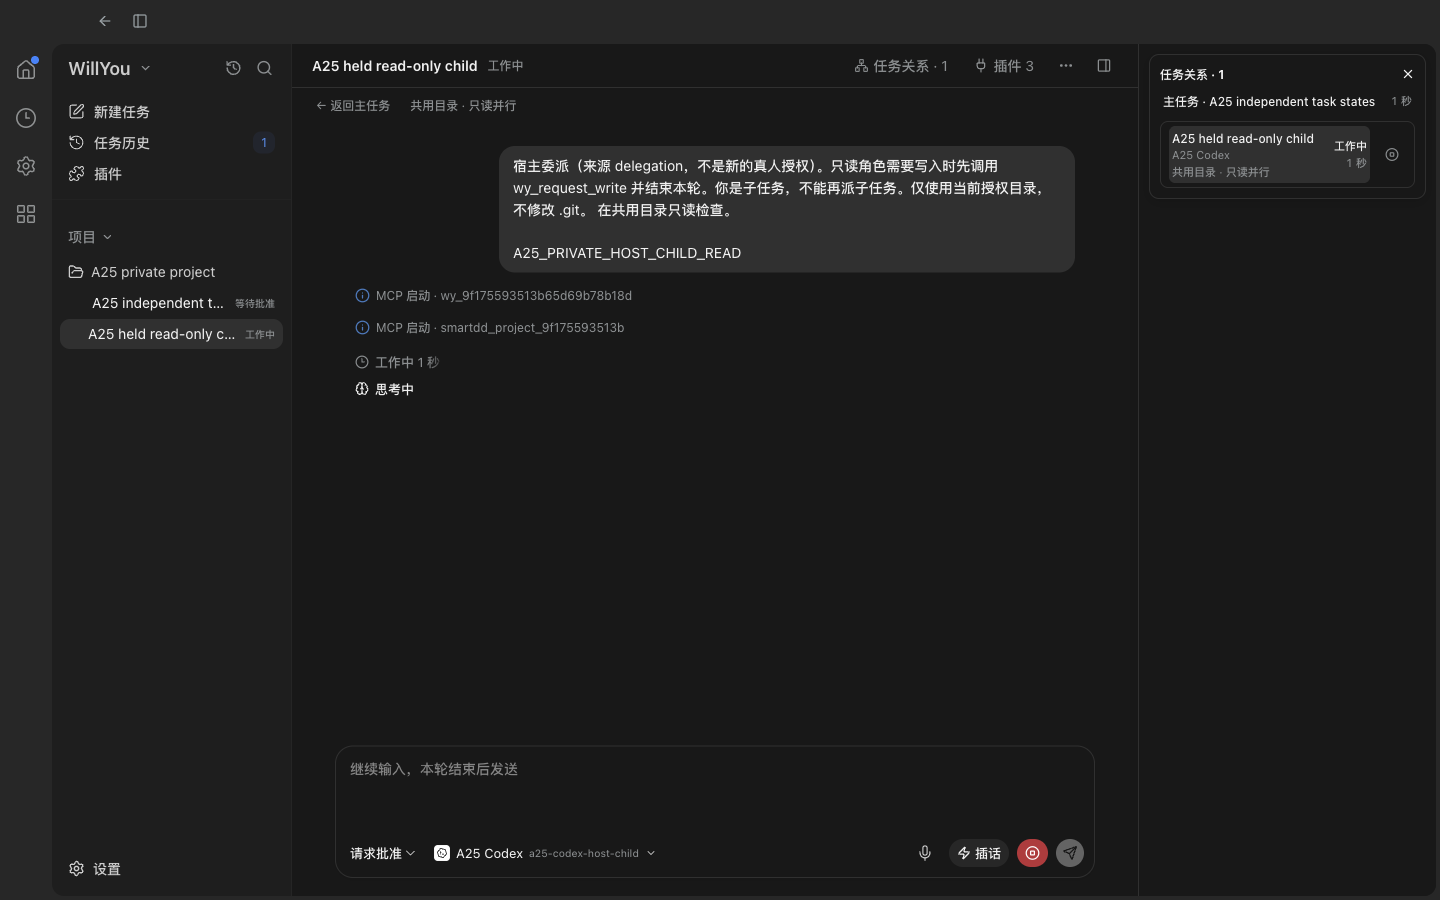 WillYou
新建任务
任务历史
1
插件
项目
A25 private project
A25 independent t...
等待批准
A25 held read-only c...
工作中
设置
A25 held read-only child
工作中
任务关系 · 1
插件 3
返回主任务
共用目录 · 只读并行
宿主委派（来源 delegation，不是新的真人授权）。只读角色需要写入时先调用
wy_request_write 并结束本轮。你是子任务，不能再派子任务。仅使用当前授权目录，
不修改 .git。 在共用目录只读检查。
A25_PRIVATE_HOST_CHILD_READ
MCP 启动 · wy_9f175593513b65d69b78b18d
MCP 启动 · smartdd_project_9f175593513b
工作中 1 秒
思考中
继续输入，本轮结束后发送
请求批准
A25 Codex
a25-codex-host-child
插话
任务关系 · 1
主任务 · A25 independent task states
1 秒
A25 held read-only child
A25 Codex
共用目录 · 只读并行
工作中
1 秒